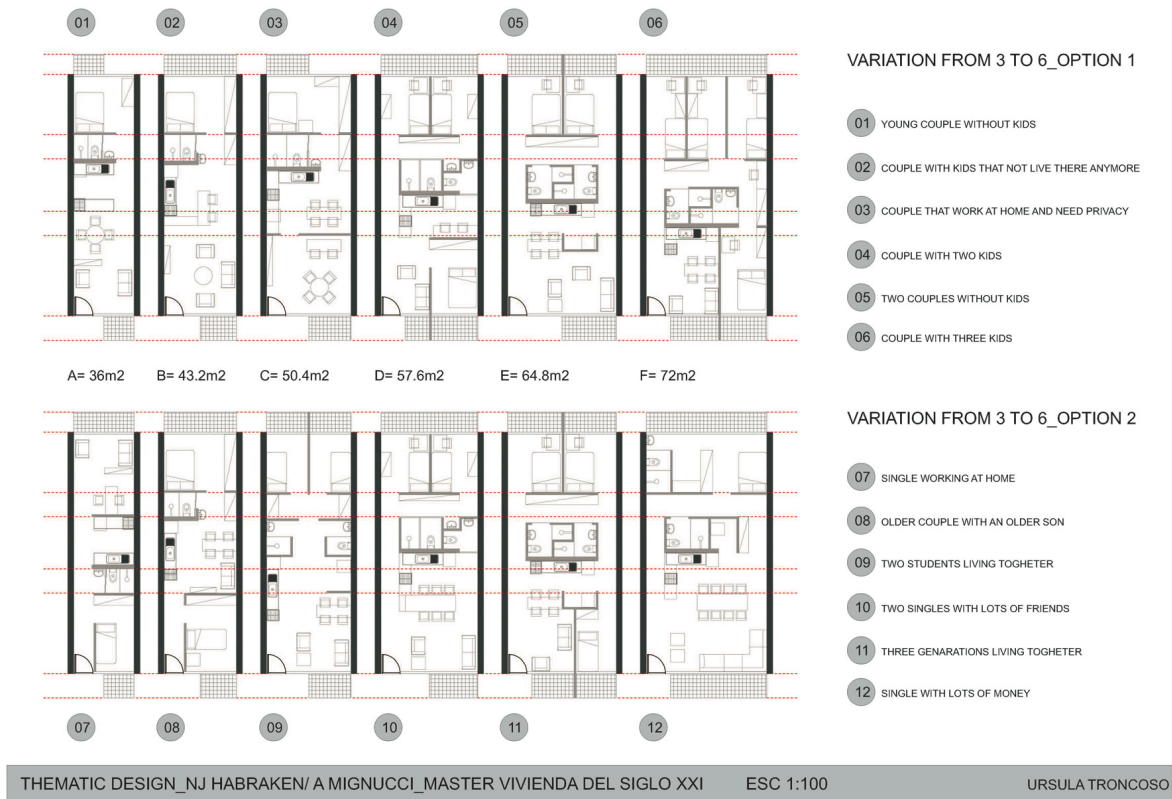 01 02 03 04 05 06
VARIATION FROM 3 TO 6_OPTION 1
01 YOUNG COUPLE WITHOUT KIDS
02 COUPLE WITH KIDS THAT NOT LIVE THERE ANYMORE
03 COUPLE THAT WORK AT HOME AND NEED PRIVACY
04 COUPLE WITH TWO KIDS
05 TWO COUPLES WITHOUT KIDS
06 COUPLE WITH THREE KIDS
A= 36m2 B= 43.2m2 C= 50.4m2 D= 57.6m2 E= 64.8m2 F= 72m2
VARIATION FROM 3 TO 6_OPTION 2
07 SINGLE WORKING AT HOME
08 OLDER COUPLE WITH AN OLDER SON
09 TWO STUDENTS LIVING TOGHETER
10 TWO SINGLES WITH LOTS OF FRIENDS
11 THREE GENARATIONS LIVING TOGHETER
12 SINGLE WITH LOTS OF MONEY
07 08 09 10 11 12
THEMATIC DESIGN_NJ HABRAKEN/ A MIGNUCCI_MASTER VIVIENDA DEL SIGLO XXI ESC 1:100 URSULA TRONCOSO